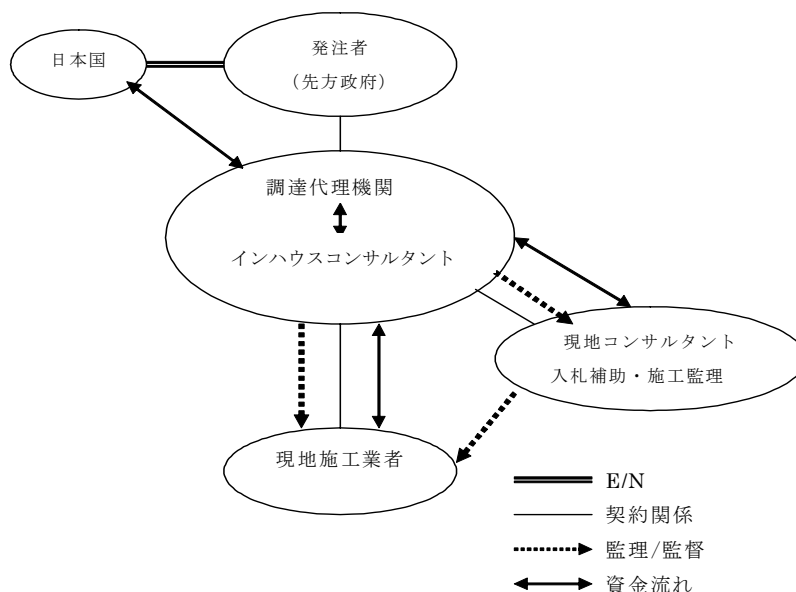 日本国
発注者
(先方政府)
調達代理機関
インハウスコンサルタント
現地コンサルタント
入札補助・施工監理
現地施工業者
E/N
契約関係
監理/監督
資金流れ